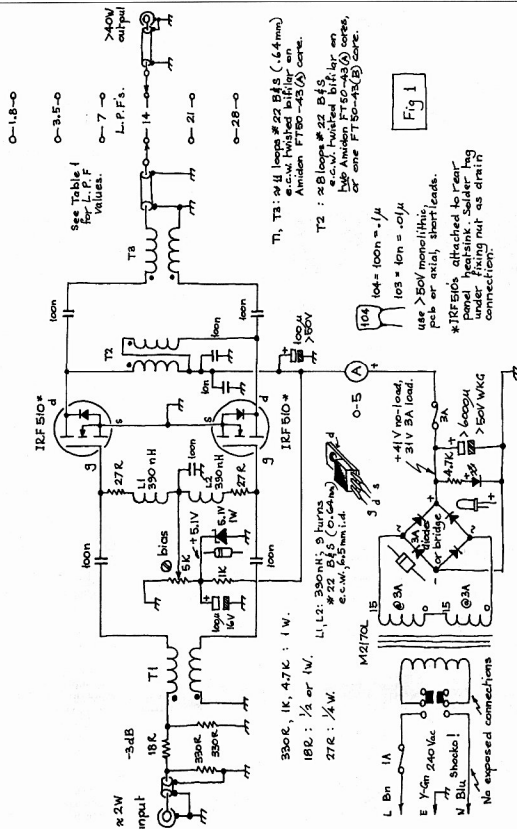 >40W
output
0-1.8-0
0-3.5-0
0-7-0
L.P.F's.
14
0-21-0
0-28-0
See Table 1
for L.P.F
values.
T3
T1, T3: ≈ 11 loops # 22 B&S (.64mm)
e.c.w. twisted bifilar on
Amidon FT50-43(A) core.
T2: ≈ 8 loops # 22 B&S
e.c.w. twisted bifilar on
two Amidon FT50-43(A) cores,
or one FT50-43(B) core.
Fig 1
100n
100n
T2
100n
10n
100µ
>50V
IRF 510*
d
g
s
IRF 510*
d
g
s
27R
L1
390nH
100n
L2
390nH
27R
100n
100n
Ø bias
5K
+5.1V
5.1V
1W
1K
100µ
16V
T1
-3dB
18R
330R
330R
≈2W
input
330R, 1K, 4.7K : 1W.
18R : 1/2 or 1W.
27R : 1/4W.
L1, L2: 390nH; 9 turns
# 22 B&S (0.64mm)
e.c.w., 6.5mm i.d.
g d s
d
104
104 = 100n = .1µ
103 = 10n = .01µ
use >50V monolithic,
pcb or axial, short leads.
*IRF510's attached to rear
panel heatsink. Solder tag
under fixing nut as drain
connection.
A
0-5
+
+41V no-load,
31V 3A load.
3A
4.7K
>6000µ
>50V WKG
3A
diodes
or bridge
M2170L
15
@3A
0
15
@3A
0
L Bn 1A
E Y-Gn 240 Vac
Shocko!
N Blu
No exposed connections